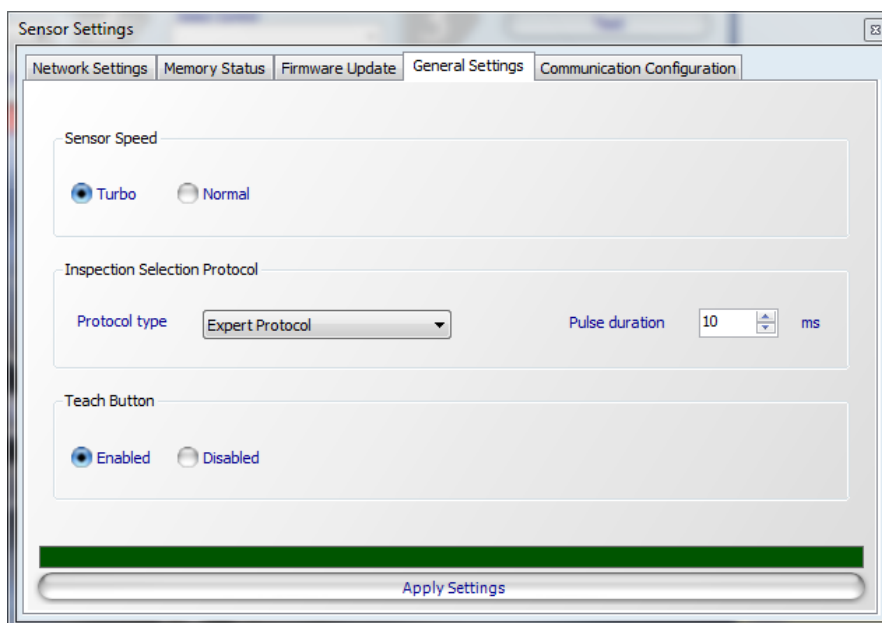 Sensor Settings
Network Settings Memory Status Firmware Update General Settings Communication Configuration
Sensor Speed
Turbo Normal
Inspection Selection Protocol
Protocol type Expert Protocol Pulse duration 10 ms
Teach Button
Enabled Disabled
Apply Settings